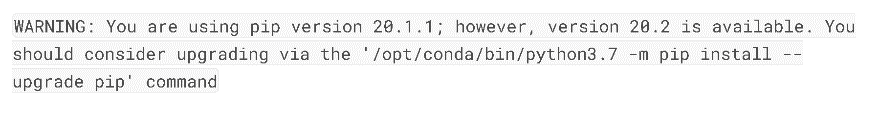 WARNING: You are using pip version 20.1.1; however, version 20.2 is available. You
should consider upgrading via the '/opt/conda/bin/python3.7 -m pip install --
upgrade pip' command